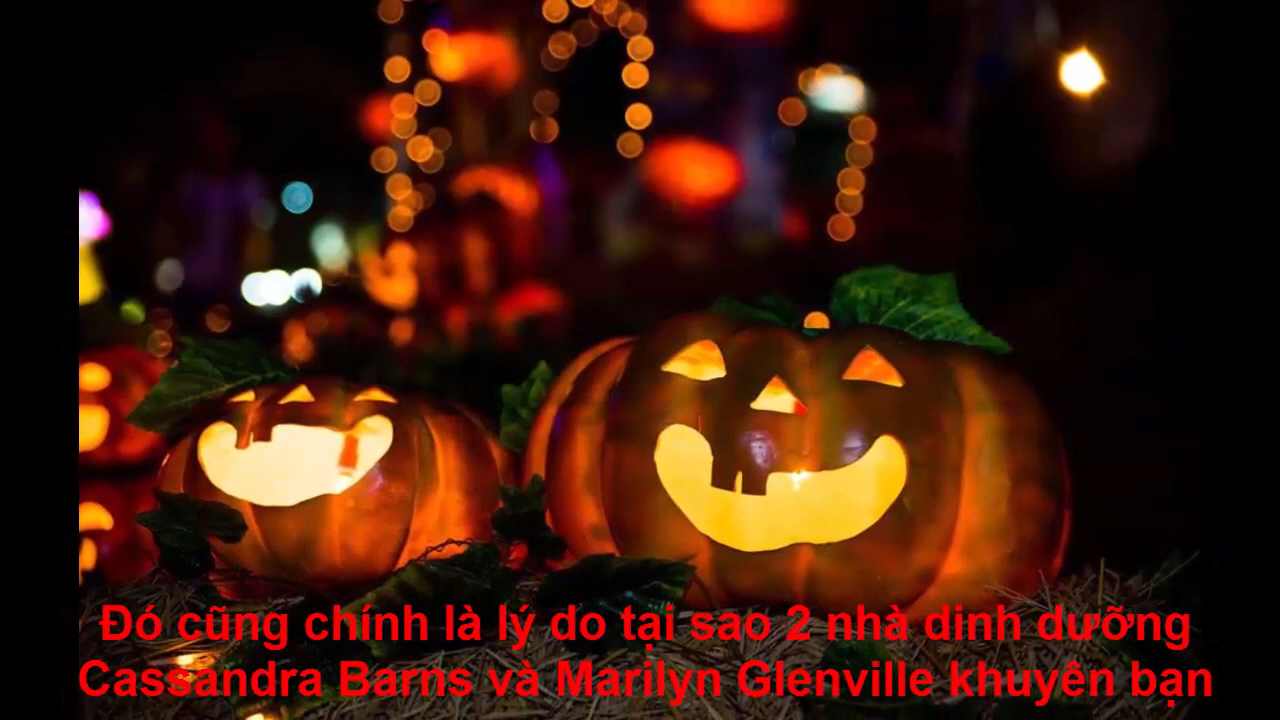 Đó cũng chính là lý do tại sao 2 nhà dinh dưỡng
Cassandra Barns và Marilyn Glenville khuyên bạn